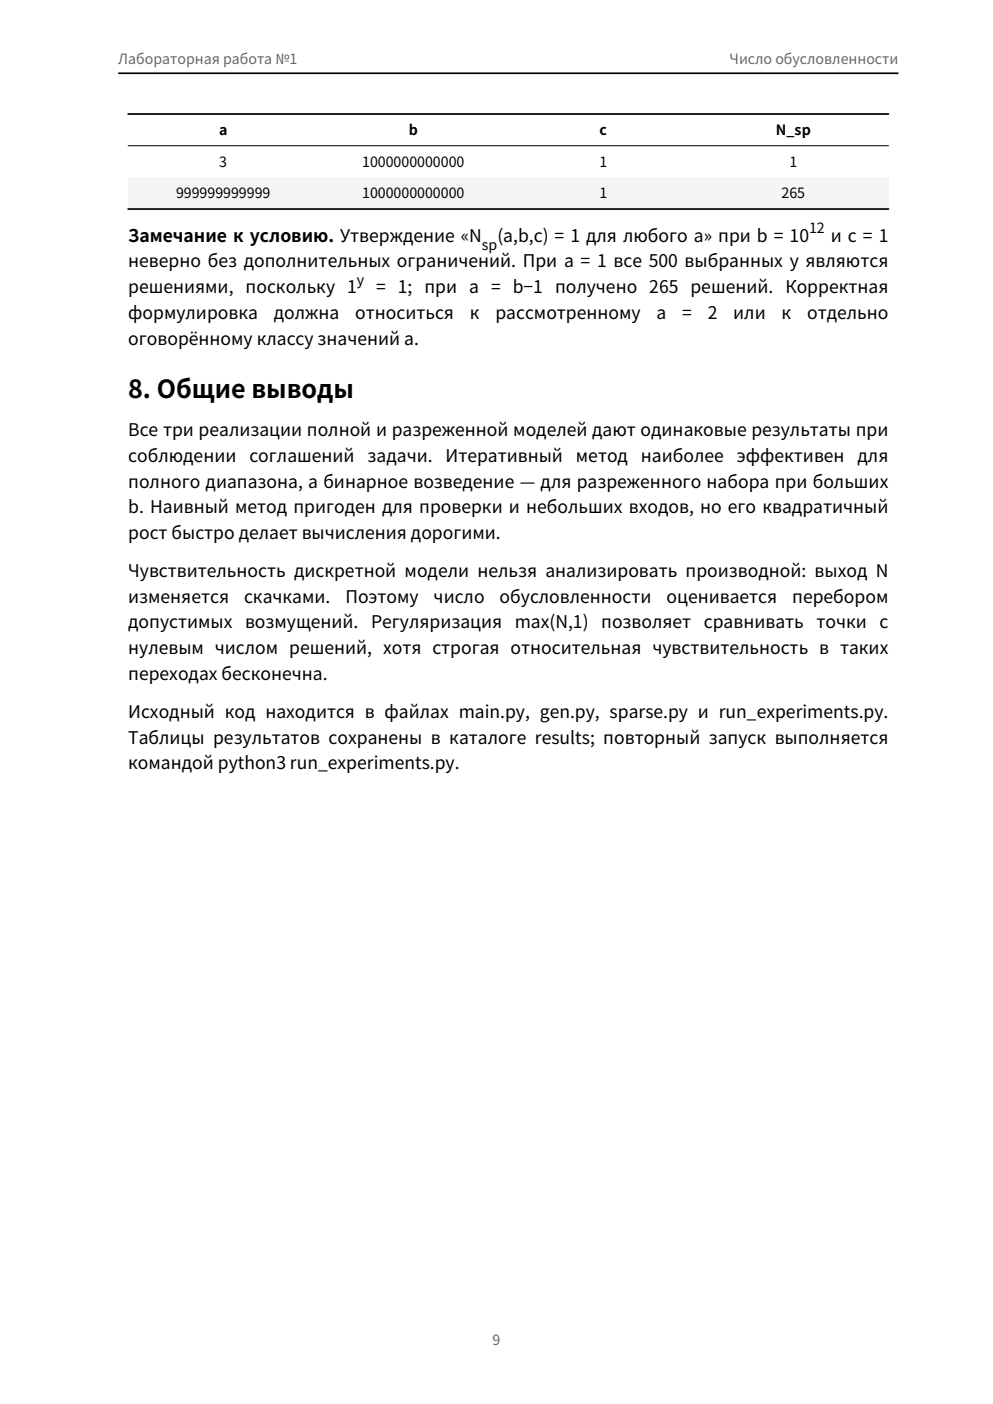 Лабораторная работа №1 Число обусловленности
a b c N_sp
3 1000000000000 1 1
999999999999 1000000000000 1 265
Замечание к условию. Утверждение «N_sp(a,b,c) = 1 для любого a» при b = 10^12 и c = 1
неверно без дополнительных ограничений. При a = 1 все 500 выбранных y являются
решениями, поскольку 1^y = 1; при a = b−1 получено 265 решений. Корректная
формулировка должна относиться к рассмотренному a = 2 или к отдельно
оговорённому классу значений a.
8. Общие выводы
Все три реализации полной и разреженной моделей дают одинаковые результаты при
соблюдении соглашений задачи. Итеративный метод наиболее эффективен для
полного диапазона, а бинарное возведение — для разреженного набора при больших
b. Наивный метод пригоден для проверки и небольших входов, но его квадратичный
рост быстро делает вычисления дорогими.
Чувствительность дискретной модели нельзя анализировать производной: выход N
изменяется скачками. Поэтому число обусловленности оценивается перебором
допустимых возмущений. Регуляризация max(N,1) позволяет сравнивать точки с
нулевым числом решений, хотя строгая относительная чувствительность в таких
переходах бесконечна.
Исходный код находится в файлах main.py, gen.py, sparse.py и run_experiments.py.
Таблицы результатов сохранены в каталоге results; повторный запуск выполняется
командой python3 run_experiments.py.
9